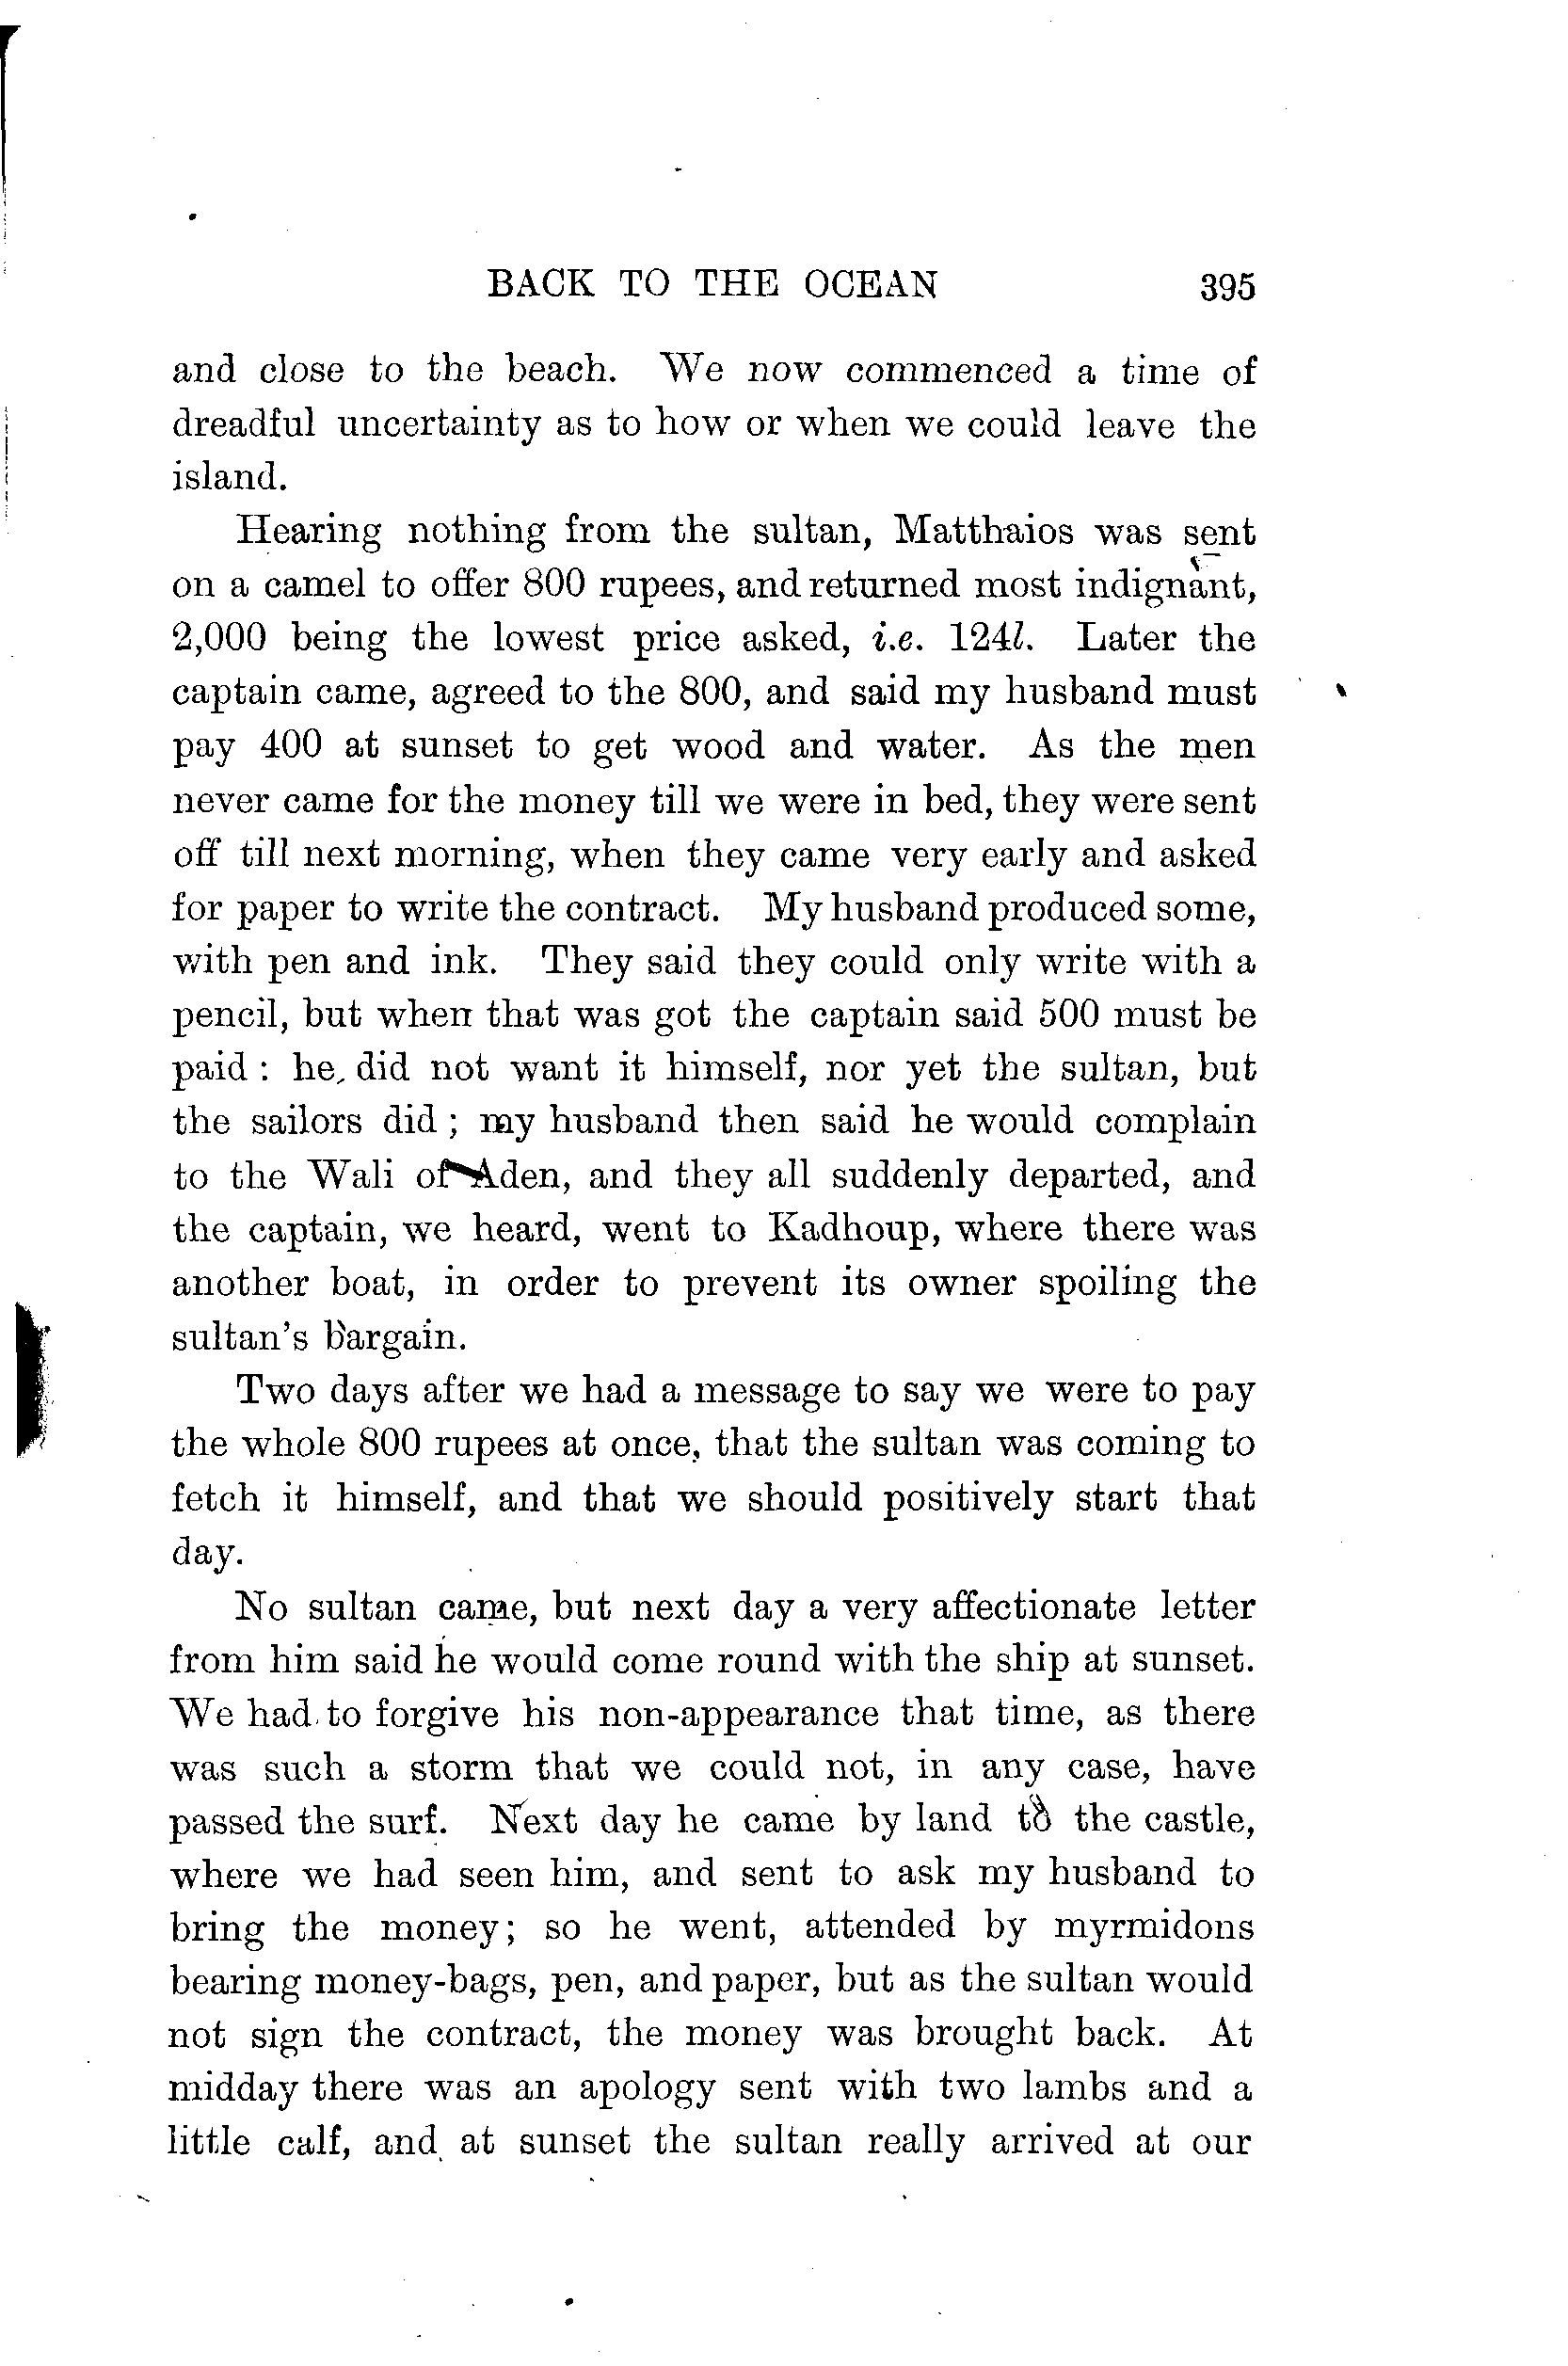 BACK TO THE OCEAN 395
and close to the beach. We now commenced a time of
dreadful uncertainty as to how or when we could leave the
island.
Hearing nothing from the sultan, Matthaios was sent
on a camel to offer 800 rupees, and returned most indignant,
2,000 being the lowest price asked, i.e. 124l. Later the
captain came, agreed to the 800, and said my husband must
pay 400 at sunset to get wood and water. As the men
never came for the money till we were in bed, they were sent
off till next morning, when they came very early and asked
for paper to write the contract. My husband produced some,
with pen and ink. They said they could only write with a
pencil, but when that was got the captain said 500 must be
paid : he did not want it himself, nor yet the sultan, but
the sailors did ; my husband then said he would complain
to the Wali of Aden, and they all suddenly departed, and
the captain, we heard, went to Kadhoup, where there was
another boat, in order to prevent its owner spoiling the
sultan's bargain.
Two days after we had a message to say we were to pay
the whole 800 rupees at once, that the sultan was coming to
fetch it himself, and that we should positively start that
day.
No sultan came, but next day a very affectionate letter
from him said he would come round with the ship at sunset.
We had to forgive his non-appearance that time, as there
was such a storm that we could not, in any case, have
passed the surf. Next day he came by land to the castle,
where we had seen him, and sent to ask my husband to
bring the money; so he went, attended by myrmidons
bearing money-bags, pen, and paper, but as the sultan would
not sign the contract, the money was brought back. At
midday there was an apology sent with two lambs and a
little calf, and at sunset the sultan really arrived at our